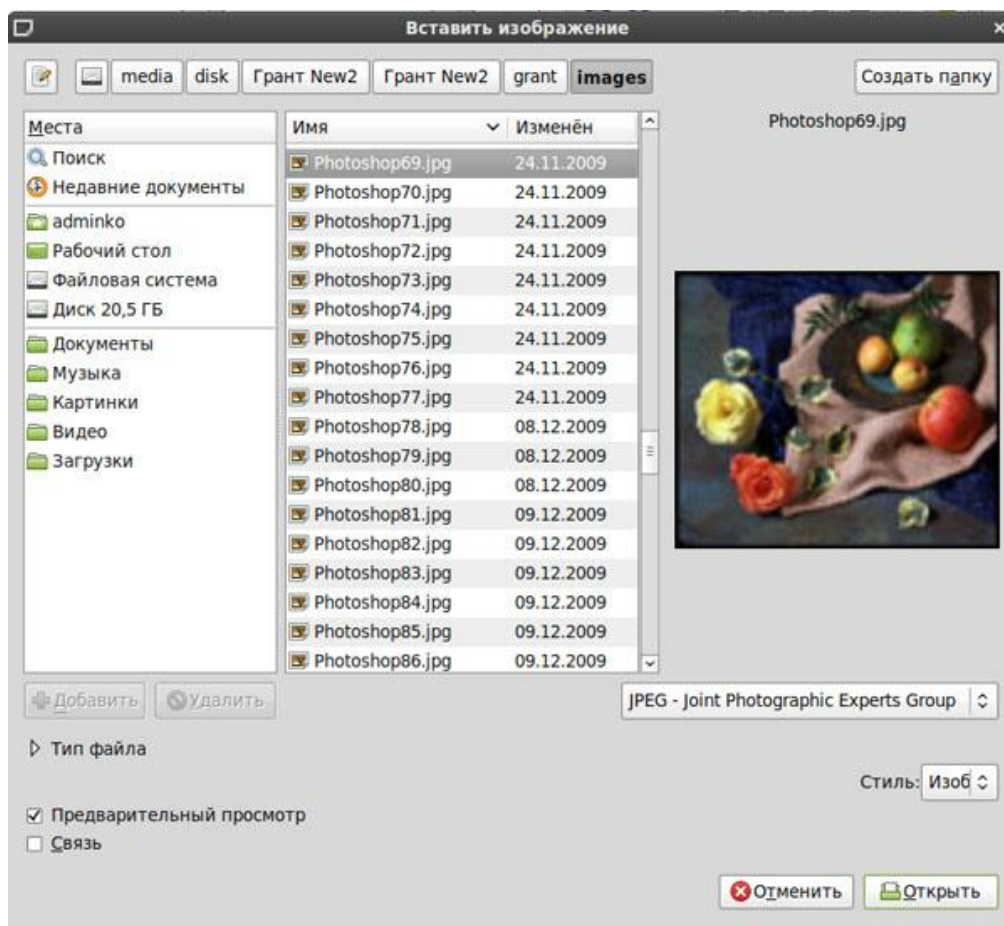 Вставить изображение
media disk Грант New2 Грант New2 grant images Создать папку
Места
Поиск
Недавние документы
adminko
Рабочий стол
Файловая система
Диск 20,5 ГБ
Документы
Музыка
Картинки
Видео
Загрузки
Имя Изменён
Photoshop69.jpg 24.11.2009
Photoshop70.jpg 24.11.2009
Photoshop71.jpg 24.11.2009
Photoshop72.jpg 24.11.2009
Photoshop73.jpg 24.11.2009
Photoshop74.jpg 24.11.2009
Photoshop75.jpg 24.11.2009
Photoshop76.jpg 24.11.2009
Photoshop77.jpg 24.11.2009
Photoshop78.jpg 08.12.2009
Photoshop79.jpg 08.12.2009
Photoshop80.jpg 08.12.2009
Photoshop81.jpg 09.12.2009
Photoshop82.jpg 09.12.2009
Photoshop83.jpg 09.12.2009
Photoshop84.jpg 09.12.2009
Photoshop85.jpg 09.12.2009
Photoshop86.jpg 09.12.2009
Photoshop69.jpg
Добавить Удалить
JPEG - Joint Photographic Experts Group
Тип файла
Стиль: Изоб
Предварительный просмотр
Связь
Отменить Открыть